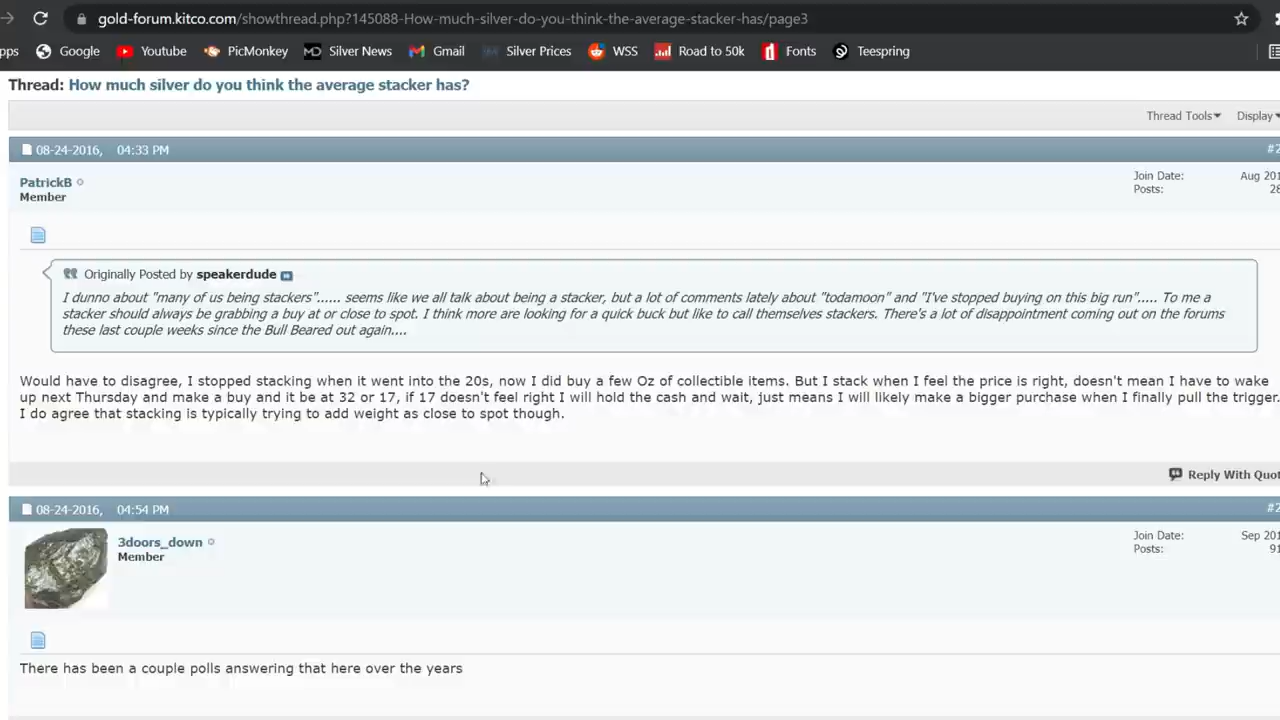 gold-forum.kitco.com/showthread.php?145088-How-much-silver-do-you-think-the-average-stacker-has/page3
Google Youtube PicMonkey Silver News Gmail Silver Prices WSS Road to 50k Fonts Teespring
Thread: How much silver do you think the average stacker has?
Thread Tools Display
08-24-2016, 04:33 PM
PatrickB
Member
Join Date: Aug
Posts:
Originally Posted by speakerdude
I dunno about "many of us being stackers"...... seems like we all talk about being a stacker, but a lot of comments lately about "todamoon" and "I've stopped buying on this big run"..... To me a
stacker should always be grabbing a buy at or close to spot. I think more are looking for a quick buck but like to call themselves stackers. There's a lot of disappointment coming out on the forums
these last couple weeks since the Bull Beared out again....
Would have to disagree, I stopped stacking when it went into the 20s, now I did buy a few Oz of collectible items. But I stack when I feel the price is right, doesn't mean I have to wake
up next Thursday and make a buy and it be at 32 or 17, if 17 doesn't feel right I will hold the cash and wait, just means I will likely make a bigger purchase when I finally pull the trigger.
I do agree that stacking is typically trying to add weight as close to spot though.
Reply With
08-24-2016, 04:54 PM
3doors_down
Member
Join Date: Sep
Posts:
There has been a couple polls answering that here over the years